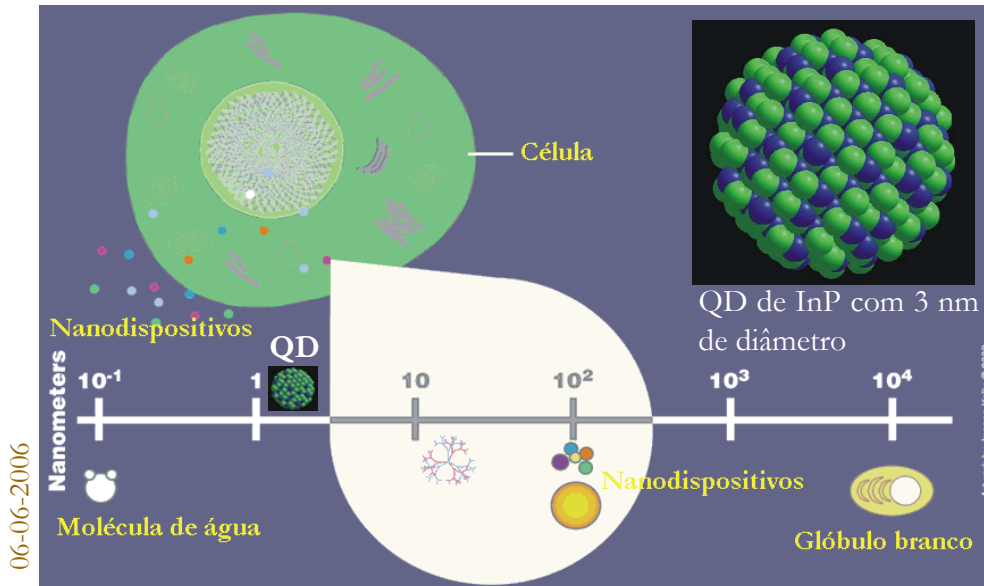 Célula
QD de InP com 3 nm
de diâmetro
Nanodispositivos
QD
Nanometers
10⁻¹
1
10
10²
10³
10⁴
Nanodispositivos
Molécula de água
Glóbulo branco
06-06-2006